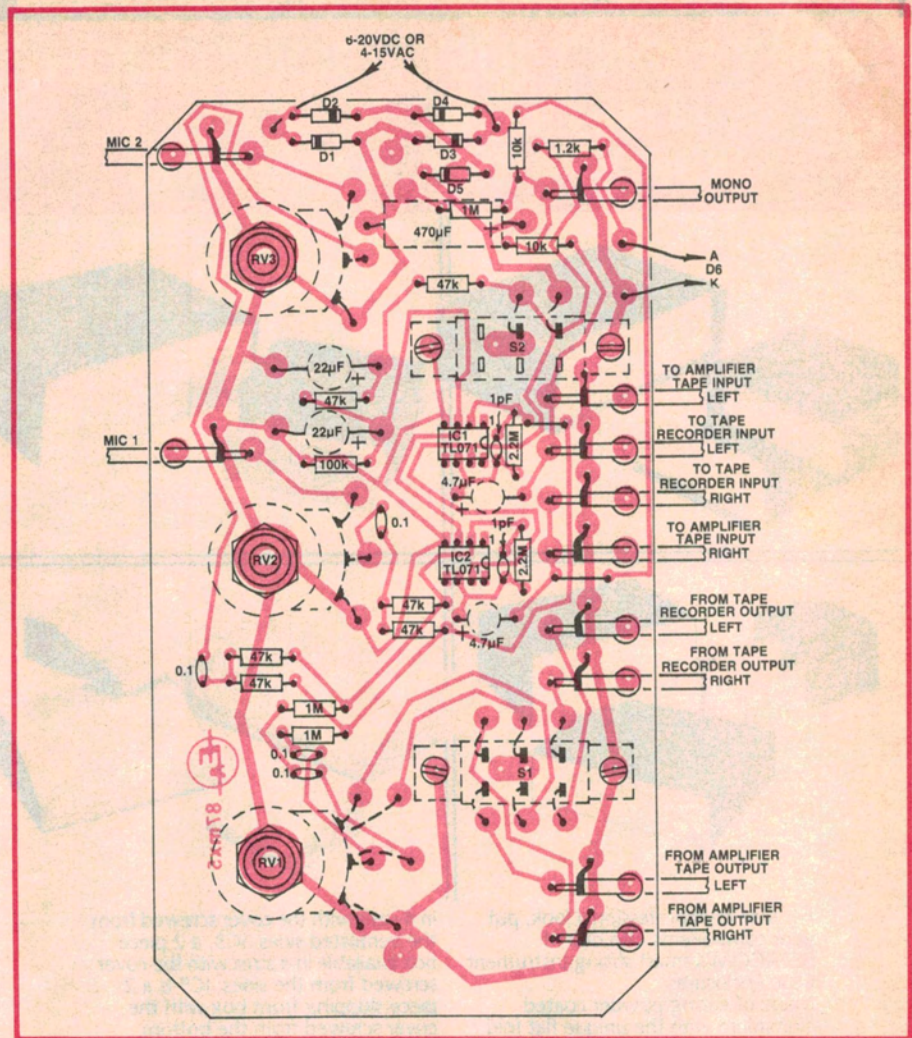 6-20VDC OR
4-15VAC
D2
D4
D1
D3
D5
10k
1.2k
MIC 2
MONO
OUTPUT
1M
470µF
+
10k
RV3
A
D6
K
47k
S2
22µF
+
47k
TO AMPLIFIER
TAPE INPUT
LEFT
1pF
22µF
+
MIC 1
100k
IC1
TL071
2.2M
TO TAPE
RECORDER INPUT
LEFT
4.7µF
+
TO TAPE
RECORDER INPUT
RIGHT
0.1
1pF
RV2
IC2
TL071
2.2M
TO AMPLIFIER
TAPE INPUT
RIGHT
47k
47k
+
4.7µF
FROM TAPE
RECORDER OUTPUT
LEFT
0.1
47k
47k
FROM TAPE
RECORDER OUTPUT
RIGHT
1M
1M
0.1
0.1
S1
RV1
FROM AMPLIFIER
TAPE OUTPUT
LEFT
FROM AMPLIFIER
TAPE OUTPUT
RIGHT